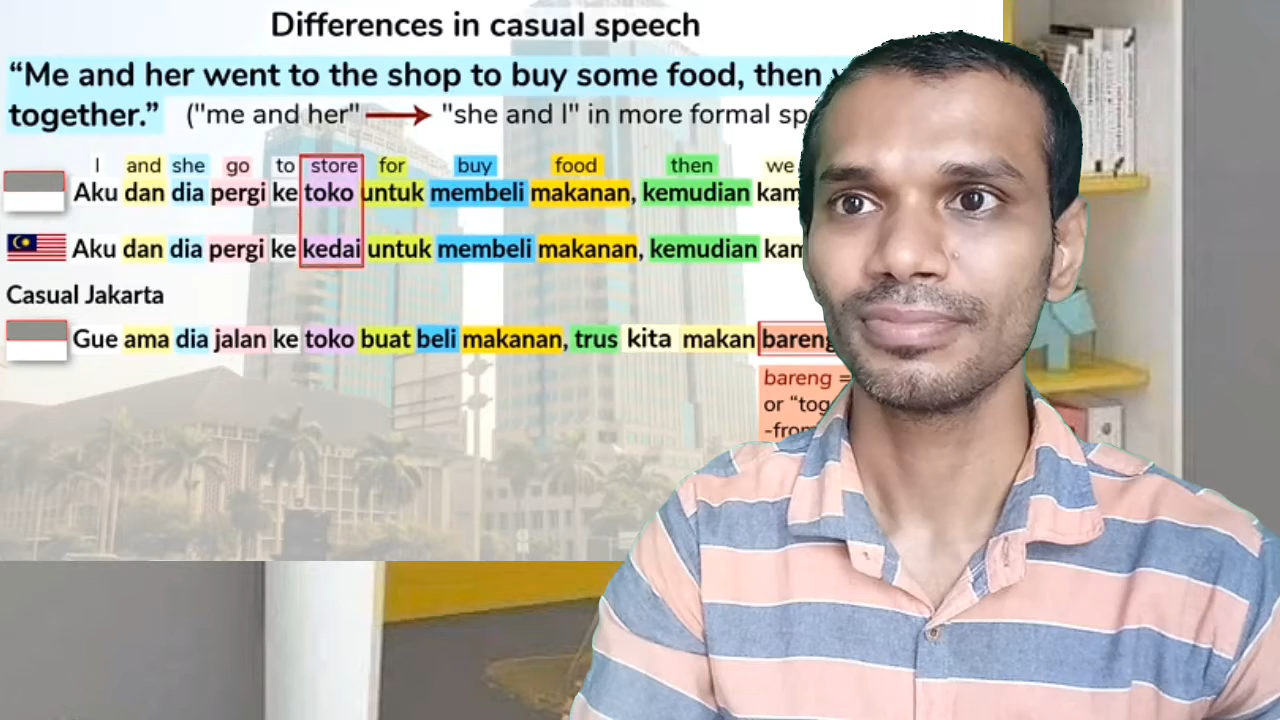 Differences in casual speech
“Me and her went to the shop to buy some food, then
together.” ("me and her" "she and I" in more formal
I and she go to store for buy food then we
Aku dan dia pergi ke toko untuk membeli makanan, kemudian
Aku dan dia pergi ke kedai untuk membeli makanan, kemudian
Casual Jakarta
Gue ama dia jalan ke toko buat beli makanan, trus kita makan bareng
bareng =
or